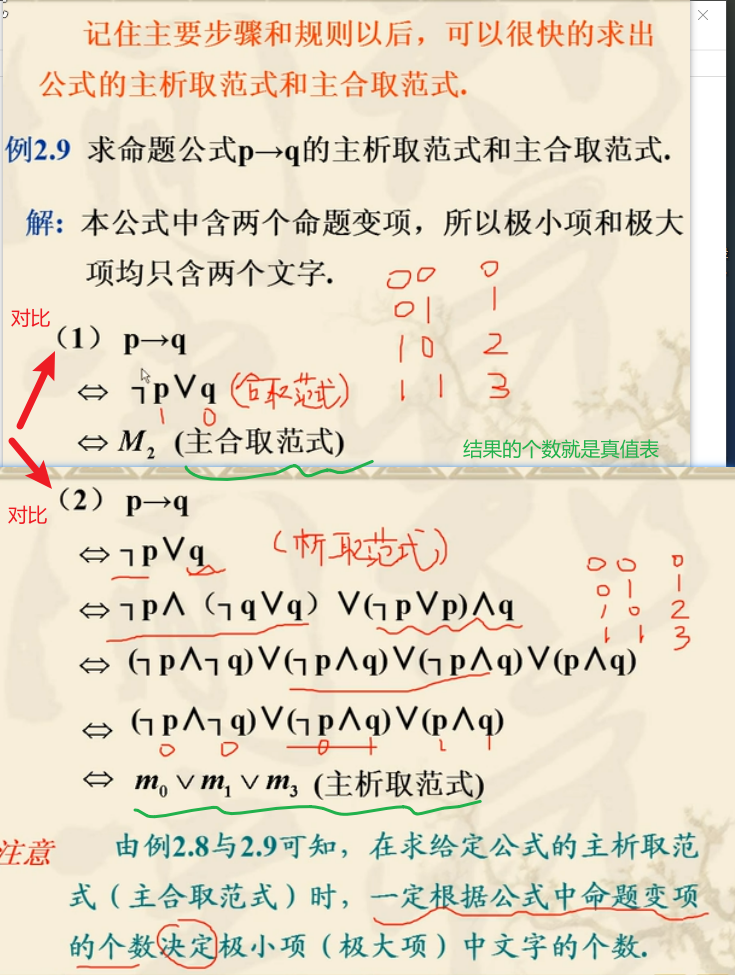 记住主要步骤和规则以后，可以很快的求出
公式的主析取范式和主合取范式.
例2.9 求命题公式p→q的主析取范式和主合取范式.
解: 本公式中含两个命题变项，所以极小项和极大
项均只含两个文字.
00 0
01 1
10 2
11 3
对比
（1） p→q
⇔ ¬p∨q (合取范式)
1 0
⇔ M₂ (主合取范式)
结果的个数就是真值表
对比
（2） p→q
⇔ ¬p∨q (析取范式)
00 0
01 1
10 2
11 3
⇔ ¬p∧（¬q∨q）∨(¬p∨p)∧q
⇔ (¬p∧¬q)∨(¬p∧q)∨(¬p∧q)∨(p∧q)
⇔ (¬p∧¬q)∨(¬p∧q)∨(p∧q)
0 0 0 1 1 1
⇔ m₀∨m₁∨m₃ (主析取范式)
注意 由例2.8与2.9可知，在求给定公式的主析取范
式（主合取范式）时，一定根据公式中命题变项
的个数决定极小项（极大项）中文字的个数.